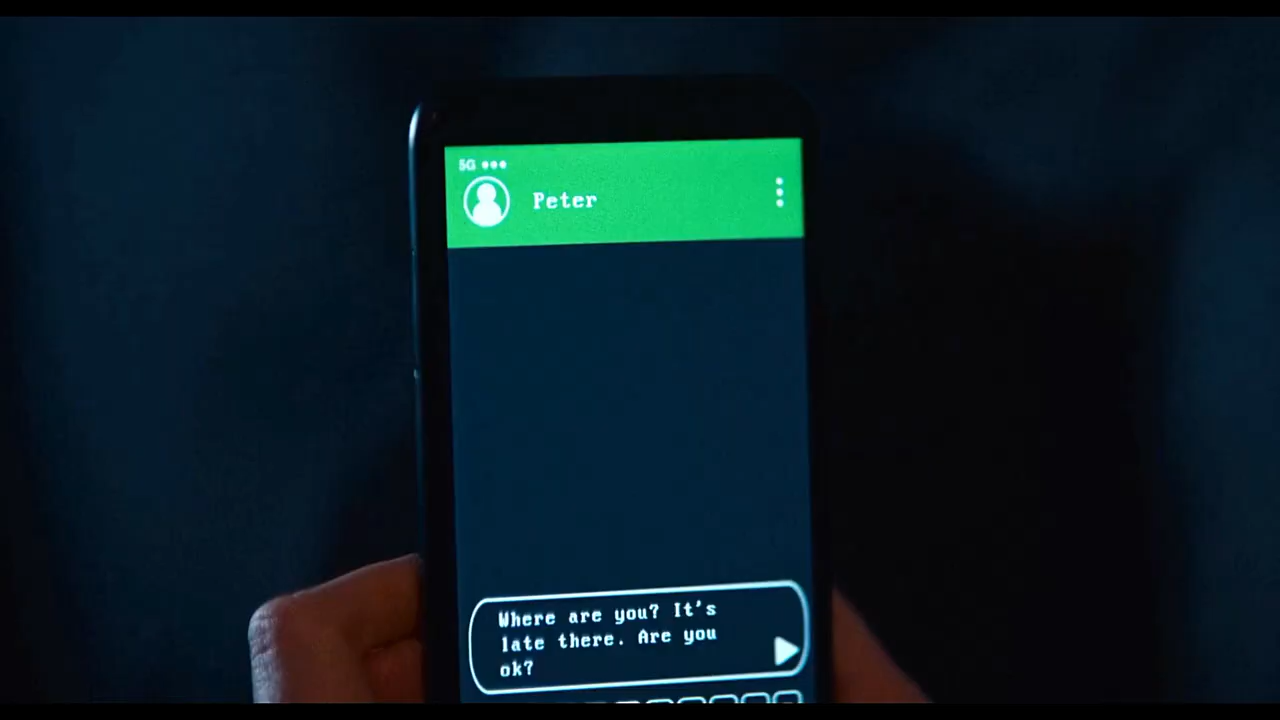 5G
Peter
Where are you? It's
late there. Are you
ok?